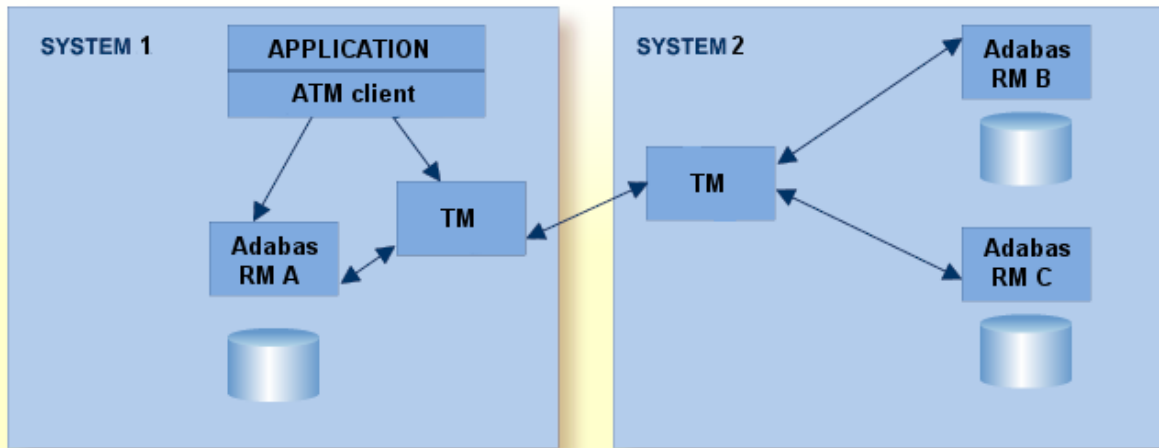 SYSTEM 1
APPLICATION
ATM client
TM
Adabas
RM A
SYSTEM 2
Adabas
RM B
TM
Adabas
RM C